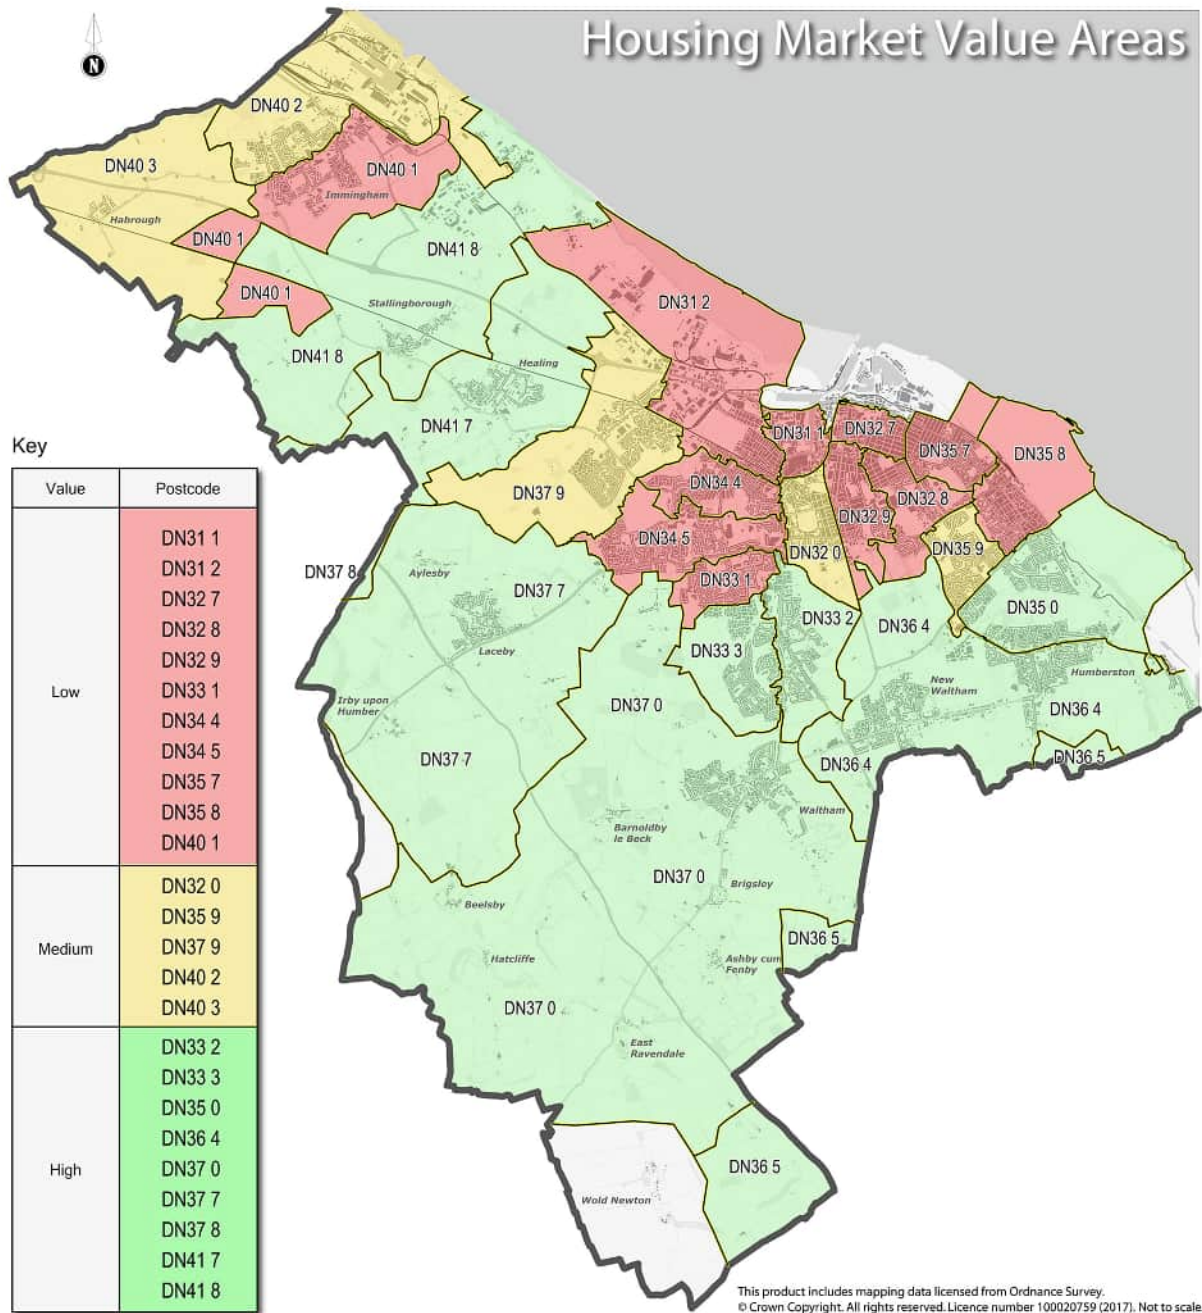 Housing Market Value Areas
N
DN40 2
DN40 3
DN40 1
Immingham
Habrough
DN40 1
DN41 8
DN40 1
DN31 2
Stallingborough
DN41 8
Healing
DN41 7
DN31 1
DN32 7
DN35 7
DN35 8
DN37 9
DN34 4
DN32 8
DN32 9
DN34 5
DN32 0
DN35 9
DN37 8
Aylesby
DN37 7
DN33 1
DN33 2
DN35 0
DN36 4
Laceby
DN33 3
Humberston
New
Waltham
Irby upon
Humber
DN37 0
DN36 4
DN37 7
DN36 4
DN36 5
Waltham
Barnoldby
le Beck
DN37 0
Brigsley
Beelsby
DN36 5
Hatcliffe
Ashby cum
Fenby
DN37 0
East
Ravendale
DN36 5
Wold Newton
Key
Value Postcode
Low
DN31 1
DN31 2
DN32 7
DN32 8
DN32 9
DN33 1
DN34 4
DN34 5
DN35 7
DN35 8
DN40 1
Medium
DN32 0
DN35 9
DN37 9
DN40 2
DN40 3
High
DN33 2
DN33 3
DN35 0
DN36 4
DN37 0
DN37 7
DN37 8
DN41 7
DN41 8
This product includes mapping data licensed from Ordnance Survey.
© Crown Copyright. All rights reserved. Licence number 100020759 (2017). Not to scale